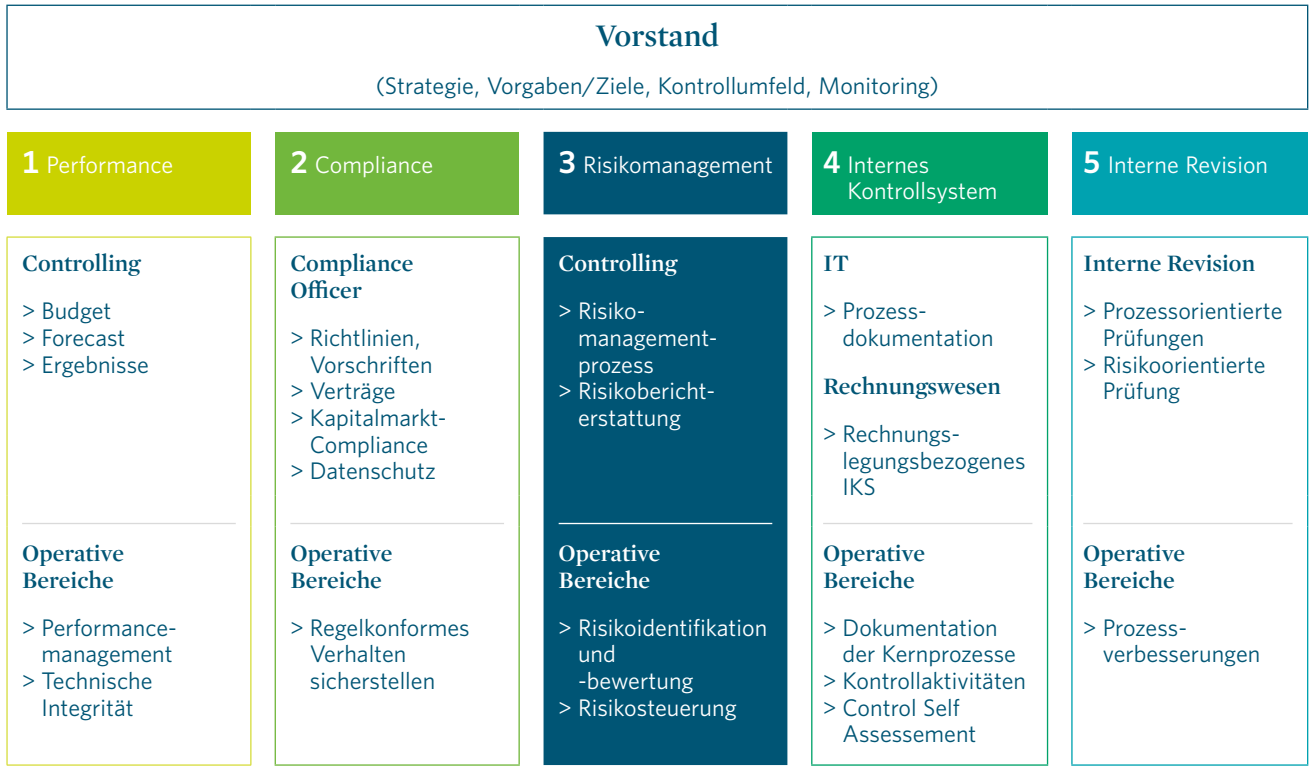 Vorstand
(Strategie, Vorgaben/Ziele, Kontrollumfeld, Monitoring)
1 Performance
Controlling
> Budget
> Forecast
> Ergebnisse
Operative
Bereiche
> Performance-
management
> Technische
Integrität
2 Compliance
Compliance
Officer
> Richtlinien,
Vorschriften
> Verträge
> Kapitalmarkt-
Compliance
> Datenschutz
Operative
Bereiche
> Regelkonformes
Verhalten
sicherstellen
3 Risikomanagement
Controlling
> Risiko-
management-
prozess
> Risikobericht-
erstattung
Operative
Bereiche
> Risikoidentifikation
und
-bewertung
> Risikosteuerung
4 Internes
Kontrollsystem
IT
> Prozess-
dokumentation
Rechnungswesen
> Rechnungs-
legungsbezogenes
IKS
Operative
Bereiche
> Dokumentation
der Kernprozesse
> Kontrollaktivitäten
> Control Self
Assessment
5 Interne Revision
Interne Revision
> Prozessorientierte
Prüfungen
> Risikoorientierte
Prüfung
Operative
Bereiche
> Prozess-
verbesserungen